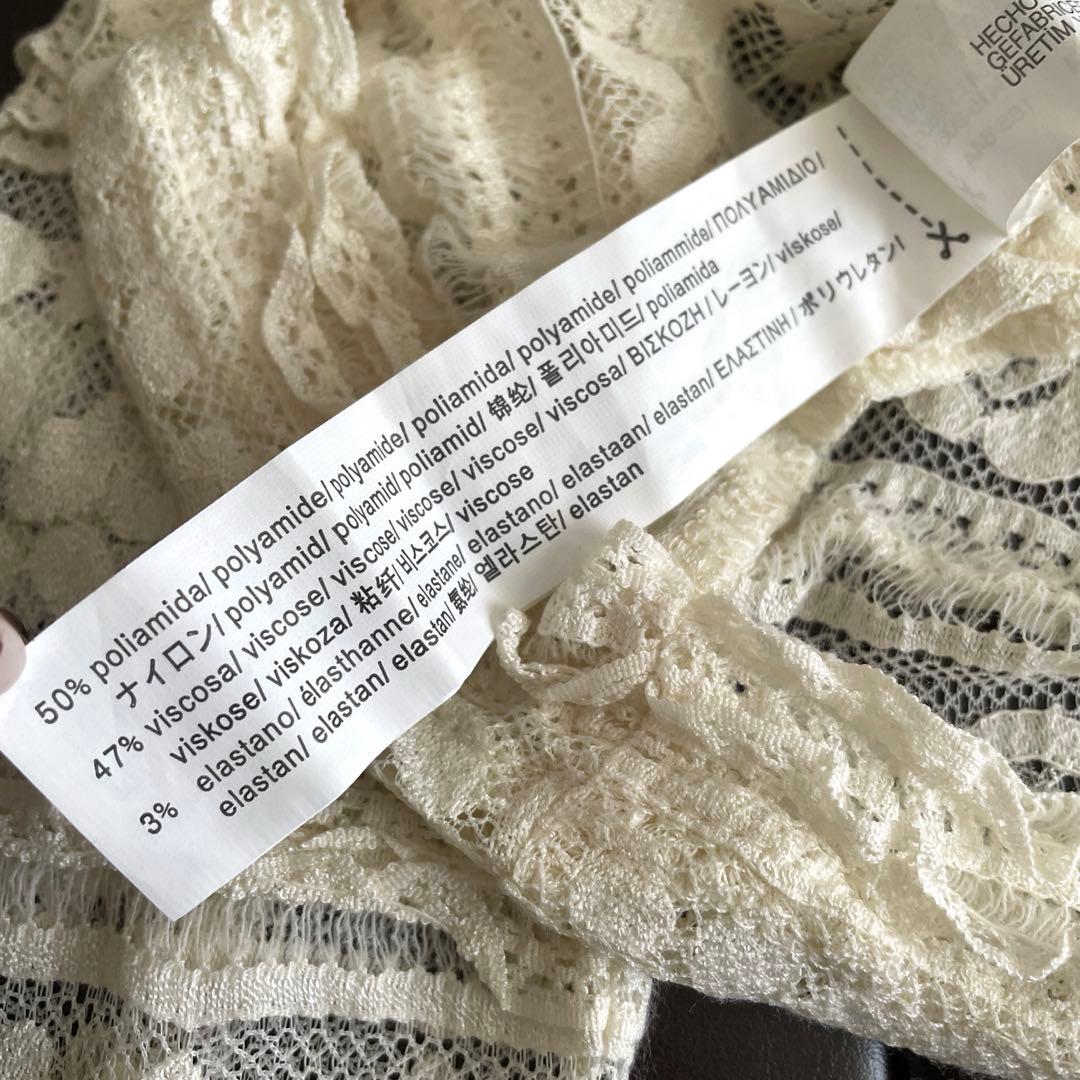 HECHO
GEFABRICE
ÜRETIM
50% poliamida/ polyamide/ polyamide/ poliamida/ polyamide/ poliammide/ ΠΟΛΥΑΜΙΔΙΟ/
ナイロン/ polyamid/ polyamid/ poliamid/ 锦纶/ 폴리아미드/ poliamida
47% viscosa/ viscose/ viscose/ viscose/ viscose/ viscosa/ ΒΙΣΚΟΖΗ / レーヨン/ viskose/
viskose/ viskoza/ 粘纤/ 비스코스/ viscose
3% elastano/ élasthanne/ elastane/ elastano/ elastaan/ elastan/ ΕΛΑΣΤΙΝΗ / ポリウレタン/
elastan/ elastan/ elastan/ 氨纶/ 엘라스탄/ elastan